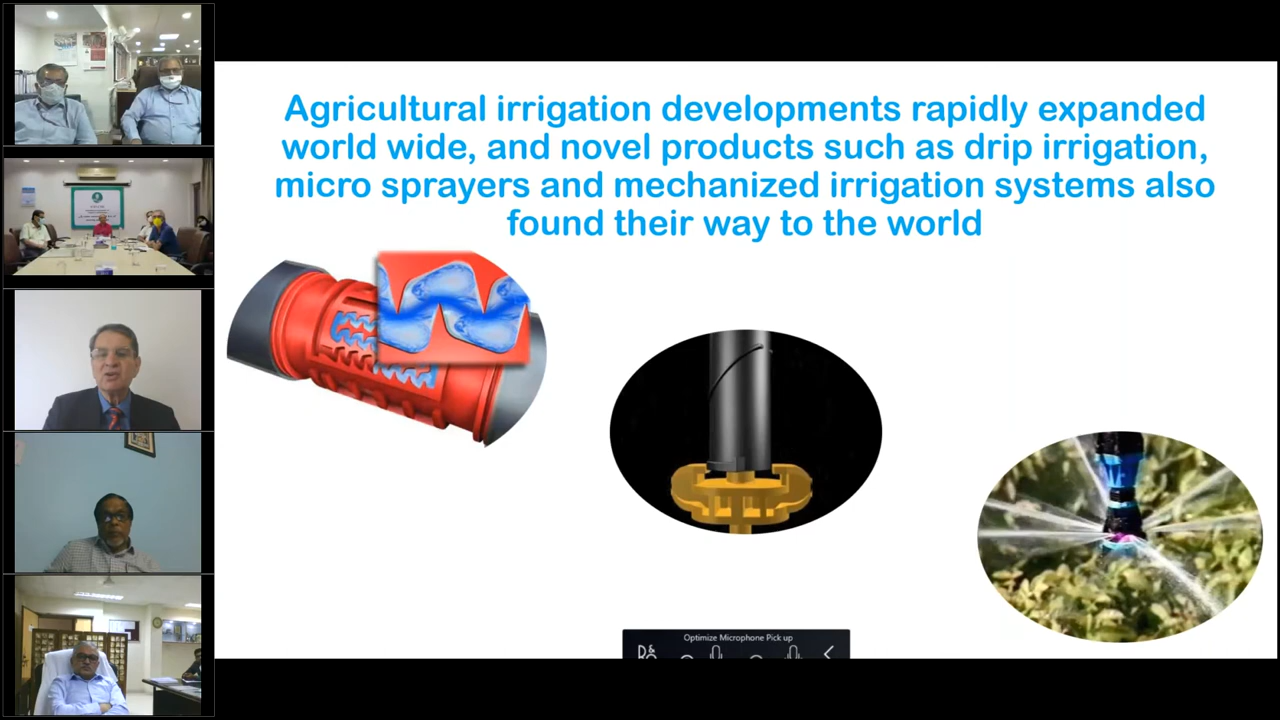 Agricultural irrigation developments rapidly expanded
world wide, and novel products such as drip irrigation,
micro sprayers and mechanized irrigation systems also
found their way to the world
Optimize Microphone Pick up